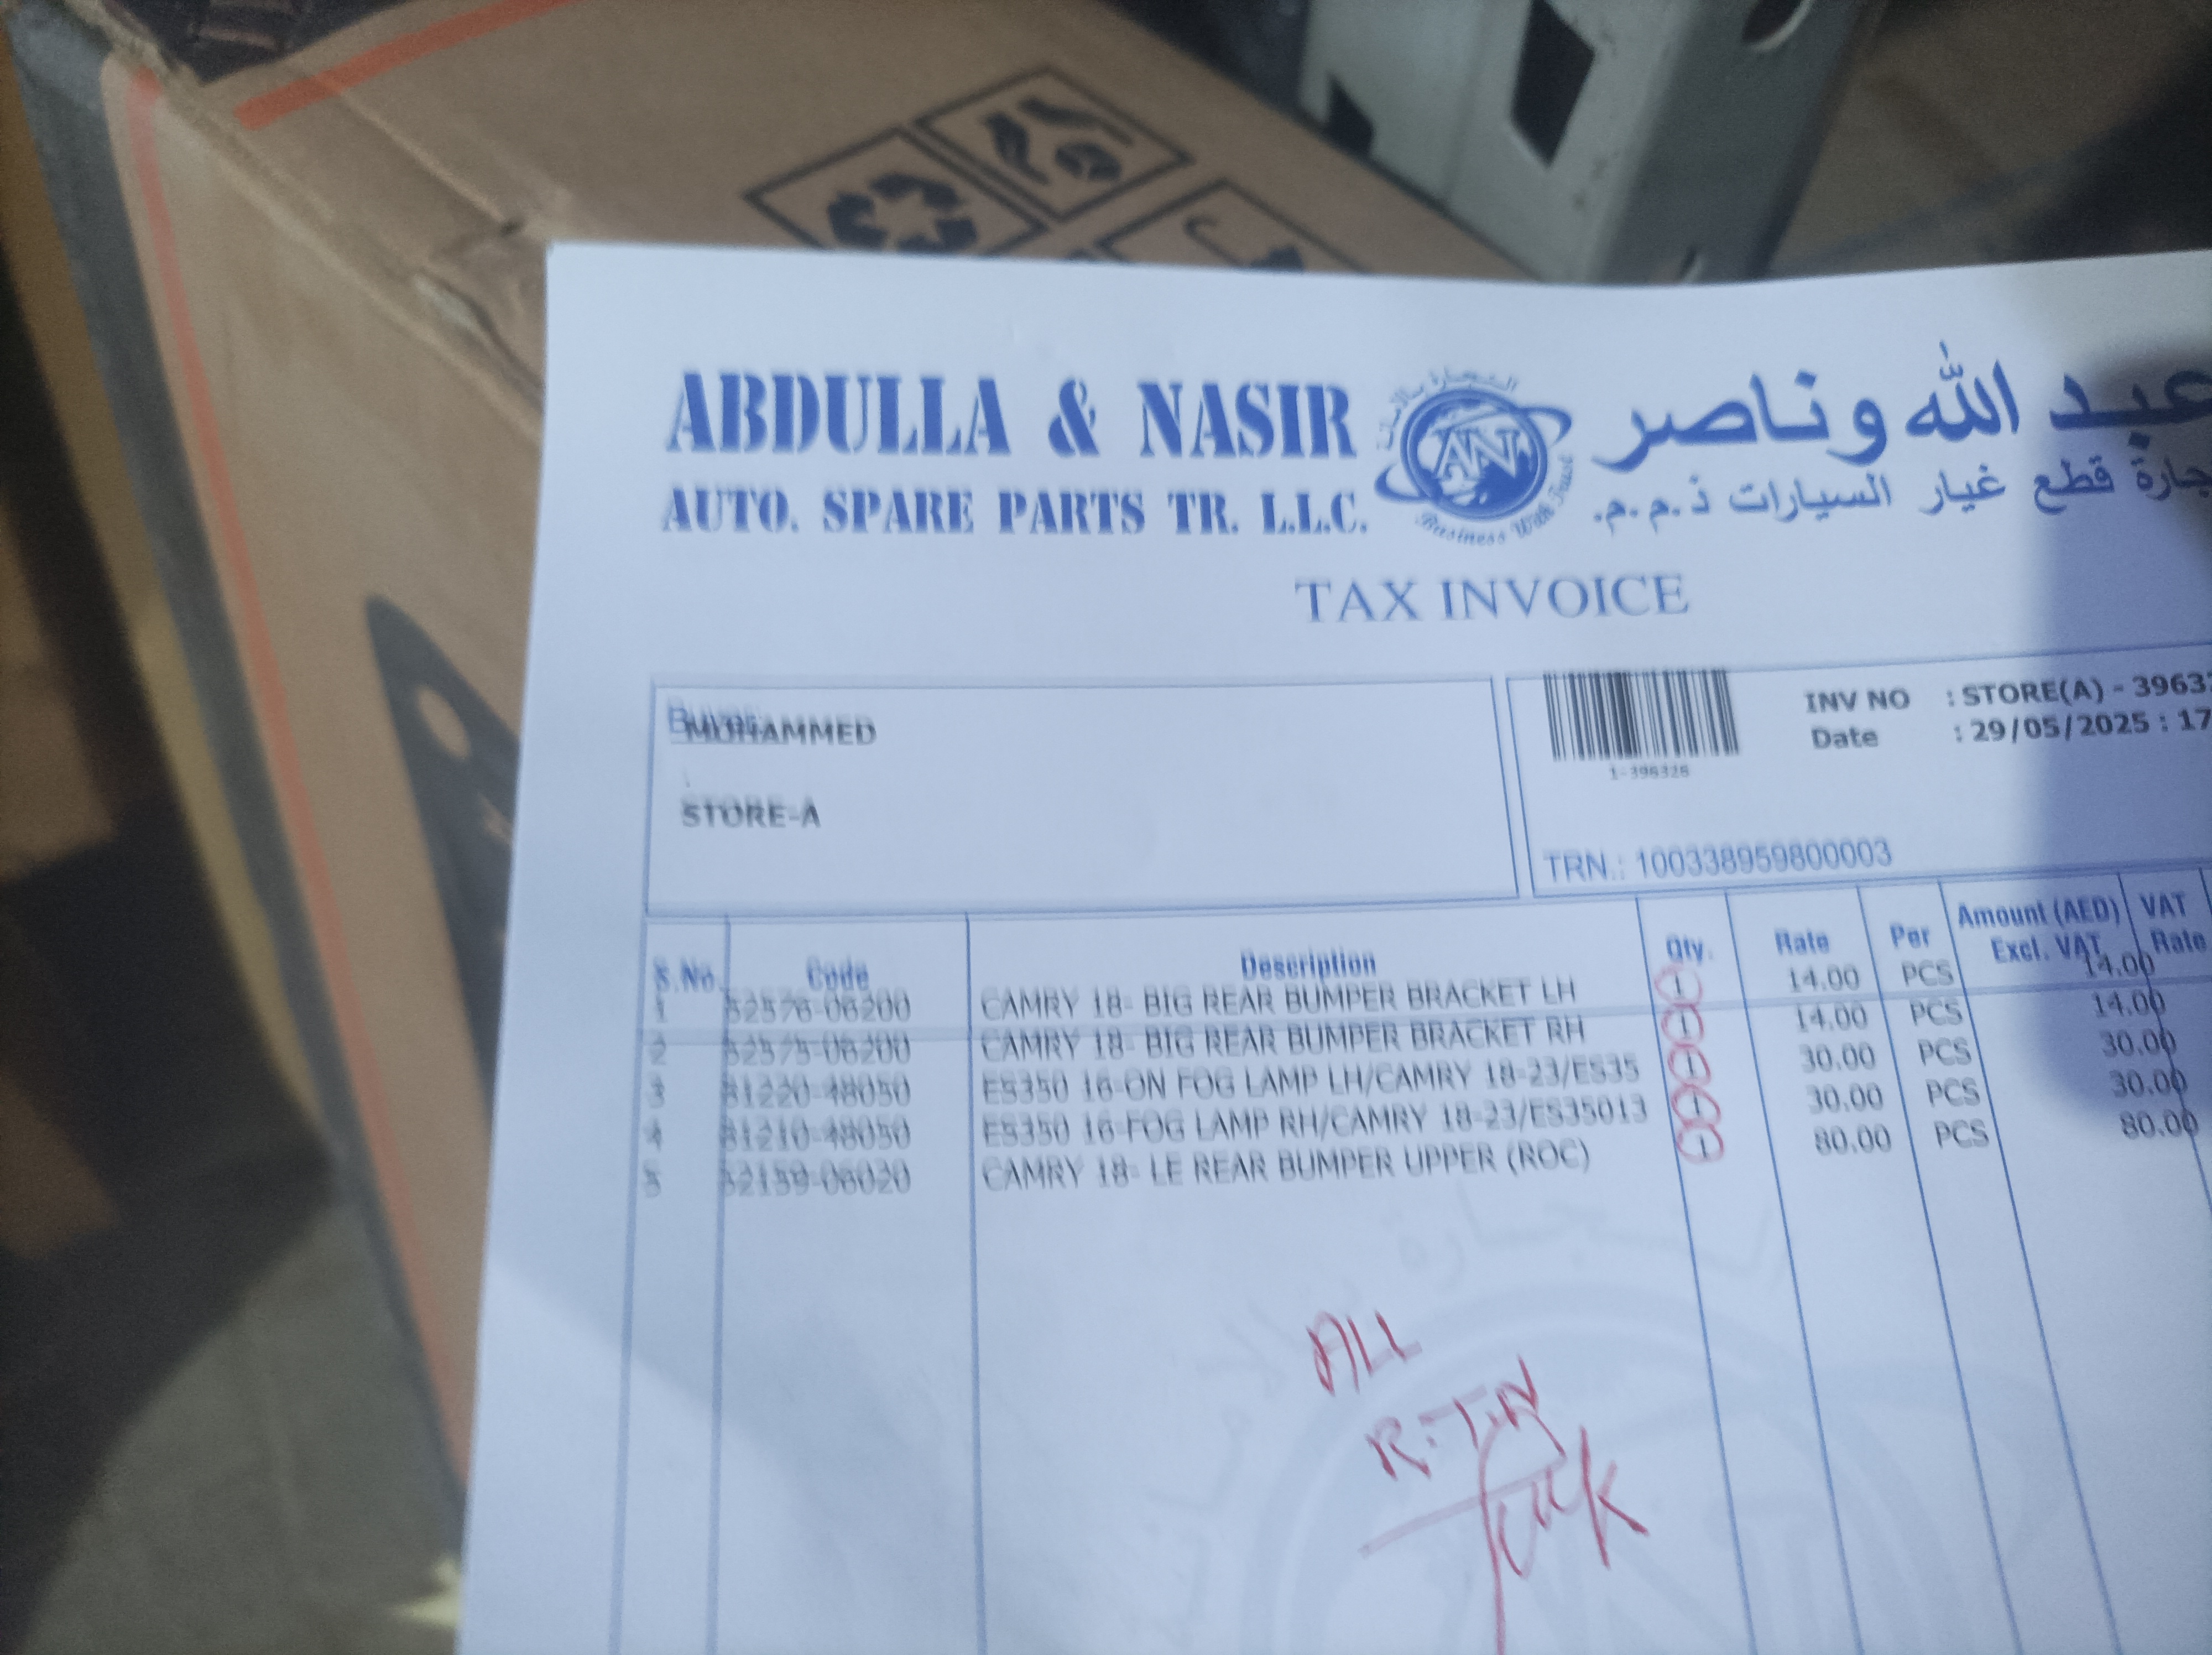 ABDULLA & NASIR
AUTO. SPARE PARTS TR. L.L.C.
عبد الله وناصر
قطع غيار السيارات ذ.م.م.
AN
Business With Trust
TAX INVOICE
MUHAMMED
STORE-A
INV NO : STORE(A) - 3963
Date : 29/05/2025 : 17
1-396326
TRN.: 100338959800003
S.No. Code Description Qty. Rate Per Amount (AED) Excl. VAT VAT Rate
1 52576-06200 CAMRY 18- BIG REAR BUMPER BRACKET LH 1 14.00 PCS 14.00
2 52575-06200 CAMRY 18- BIG REAR BUMPER BRACKET RH 1 14.00 PCS 14.00
3 81220-48050 ES350 16-ON FOG LAMP LH/CAMRY 18-23/ES35 1 30.00 PCS 30.00
4 81210-48050 ES350 16-FOG LAMP RH/CAMRY 18-23/ES35013 1 30.00 PCS 30.00
5 52159-06020 CAMRY 18- LE REAR BUMPER UPPER (ROC) 1 80.00 PCS 80.00
ALL